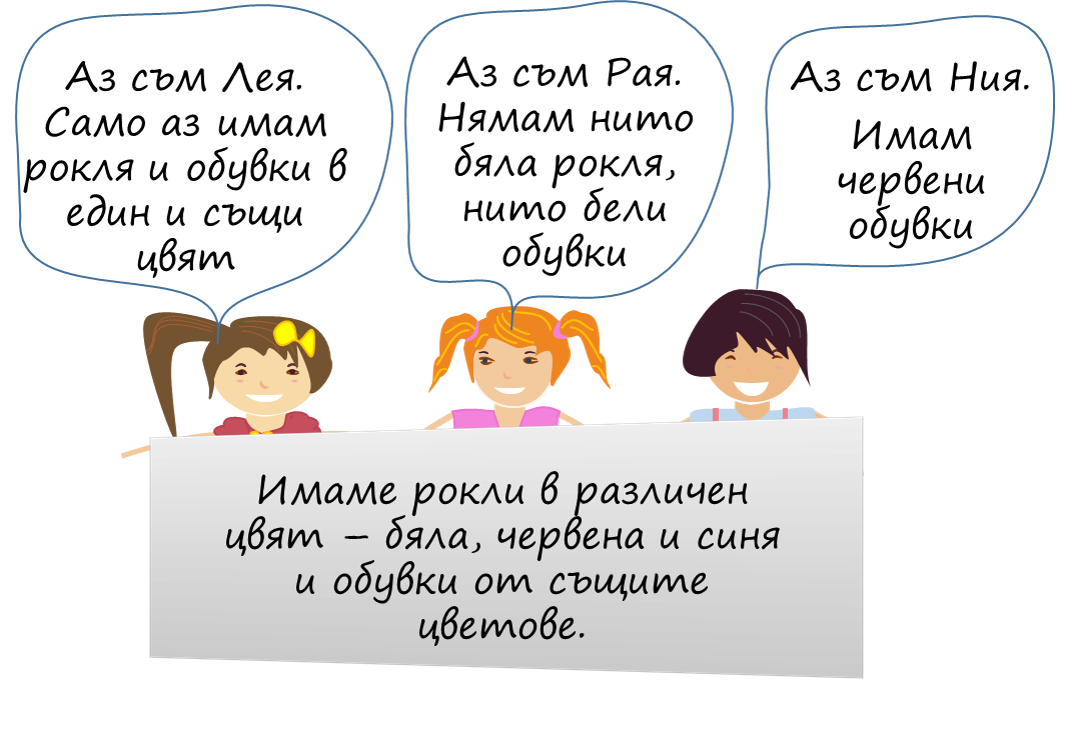 Аз съм Лея.
Само аз имам
рокля и обувки в
един и същи
цвят
Аз съм Рая.
Нямам нито
бяла рокля,
нито бели
обувки
Аз съм Ния.
Имам
червени
обувки
Имаме рокли в различен
цвят – бяла, червена и синя
и обувки от същите
цветове.